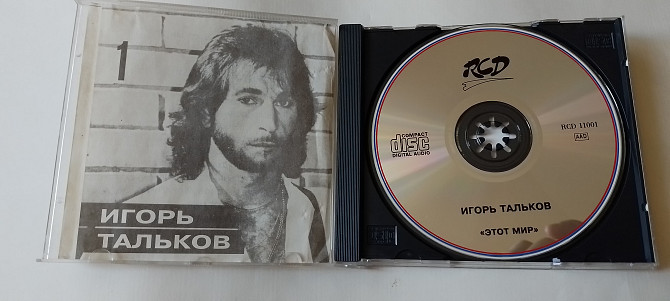 1
ИГОРЬ
ТАЛЬКОВ
RCD
COMPACT
disc
DIGITAL AUDIO
RCD 11001
AAD
ИГОРЬ ТАЛЬКОВ
«ЭТОТ МИР»